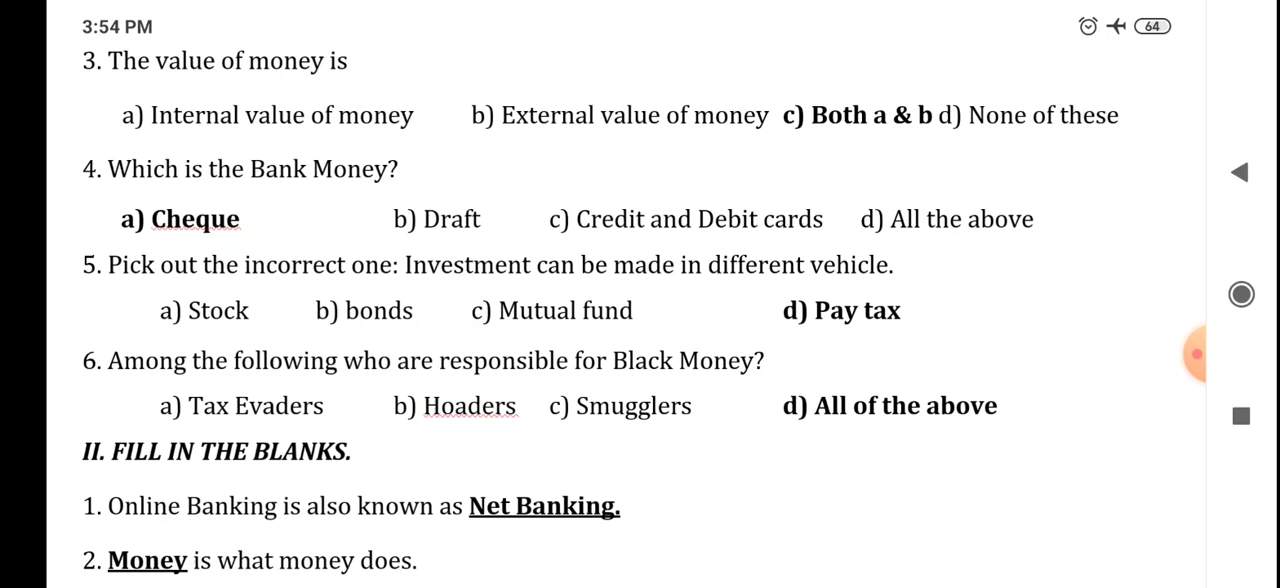 3:54 PM 64
3. The value of money is
a) Internal value of money b) External value of money c) Both a & b d) None of these
4. Which is the Bank Money?
a) Cheque b) Draft c) Credit and Debit cards d) All the above
5. Pick out the incorrect one: Investment can be made in different vehicle.
a) Stock b) bonds c) Mutual fund d) Pay tax
6. Among the following who are responsible for Black Money?
a) Tax Evaders b) Hoaders c) Smugglers d) All of the above
II. FILL IN THE BLANKS.
1. Online Banking is also known as Net Banking.
2. Money is what money does.